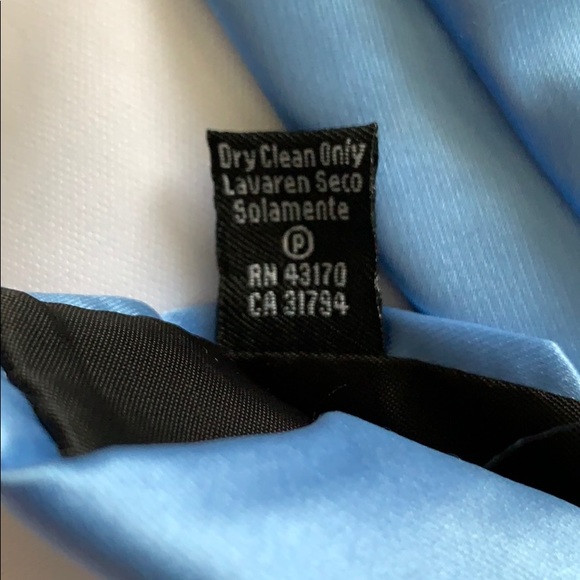 Dry Clean Only
Lavaren Seco
Solamente
P
RN 43170
CA 31794